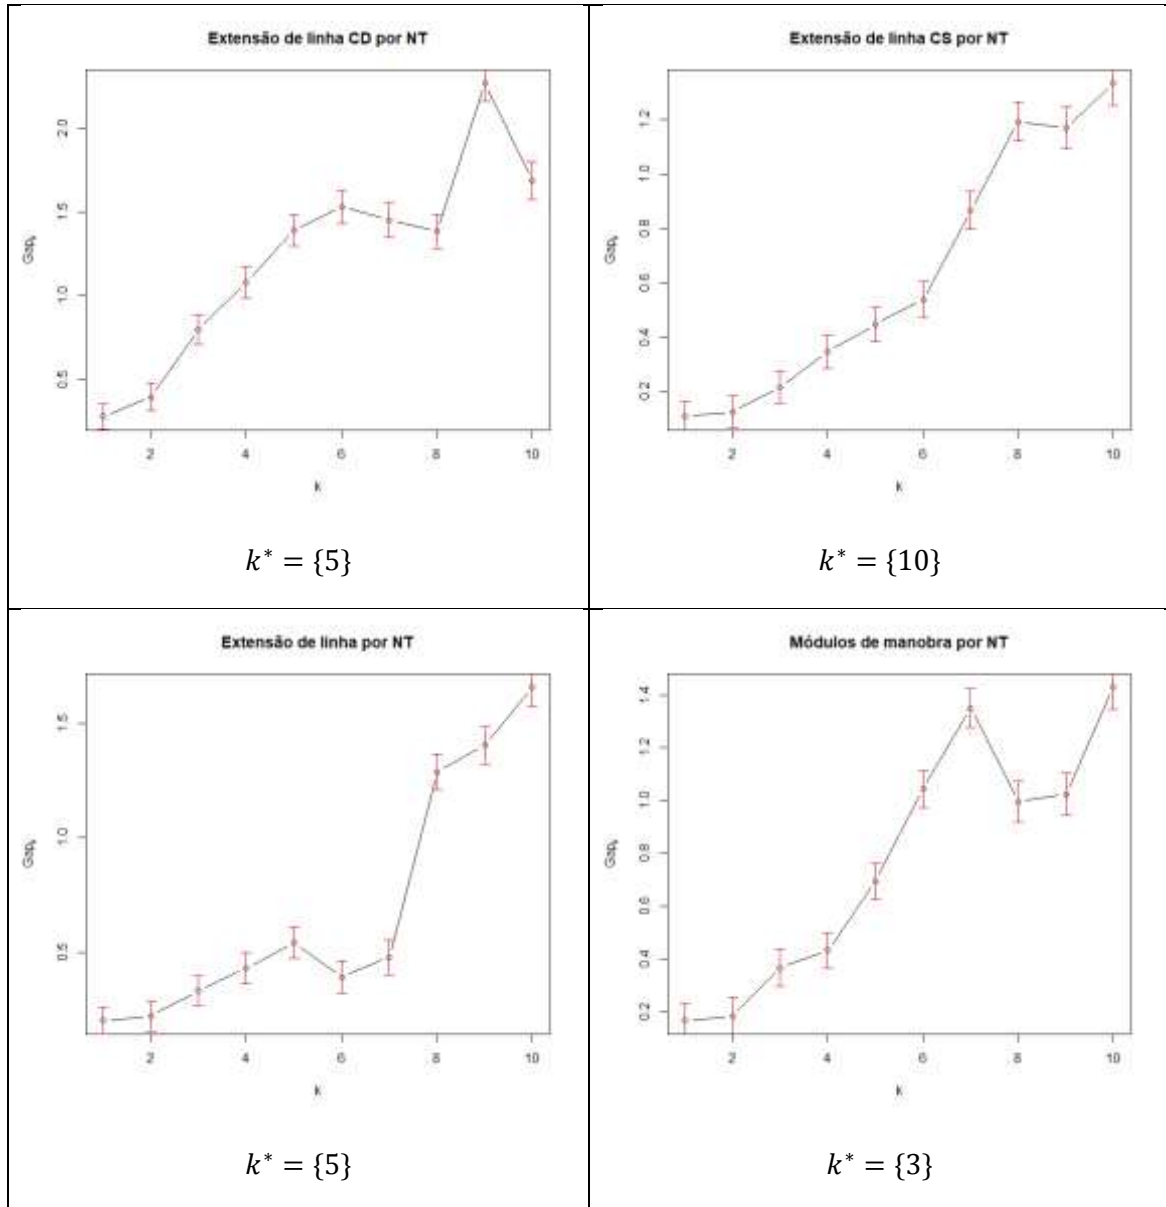 Extensão de linha CD por NT
Gapₖ
2.0
1.5
1.0
0.5
2 4 6 8 10
k
k* = {5}
Extensão de linha CS por NT
Gapₖ
1.2
1.0
0.8
0.6
0.4
0.2
2 4 6 8 10
k
k* = {10}
Extensão de linha por NT
Gapₖ
1.5
1.0
0.5
2 4 6 8 10
k
k* = {5}
Módulos de manobra por NT
Gapₖ
1.4
1.2
1.0
0.8
0.6
0.4
0.2
2 4 6 8 10
k
k* = {3}